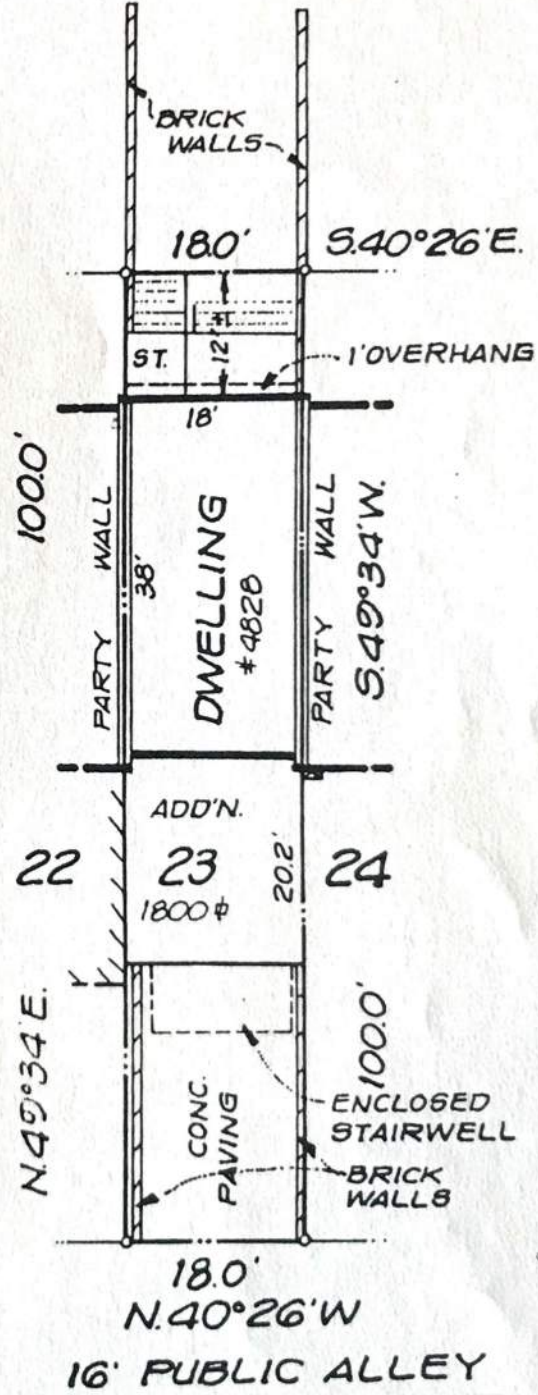 BRICK
WALLS
18.0'
S.40°26'E.
12'±
ST.
1' OVERHANG
18'
100.0'
PARTY WALL
38'
DWELLING
#4828
PARTY WALL
S.49°34'W.
ADD'N.
22
23
24
1800 ⌽
20.2'
N.49°34'E.
100.0'
CONC.
PAVING
ENCLOSED
STAIRWELL
BRICK
WALLS
18.0'
N.40°26'W
16' PUBLIC ALLEY